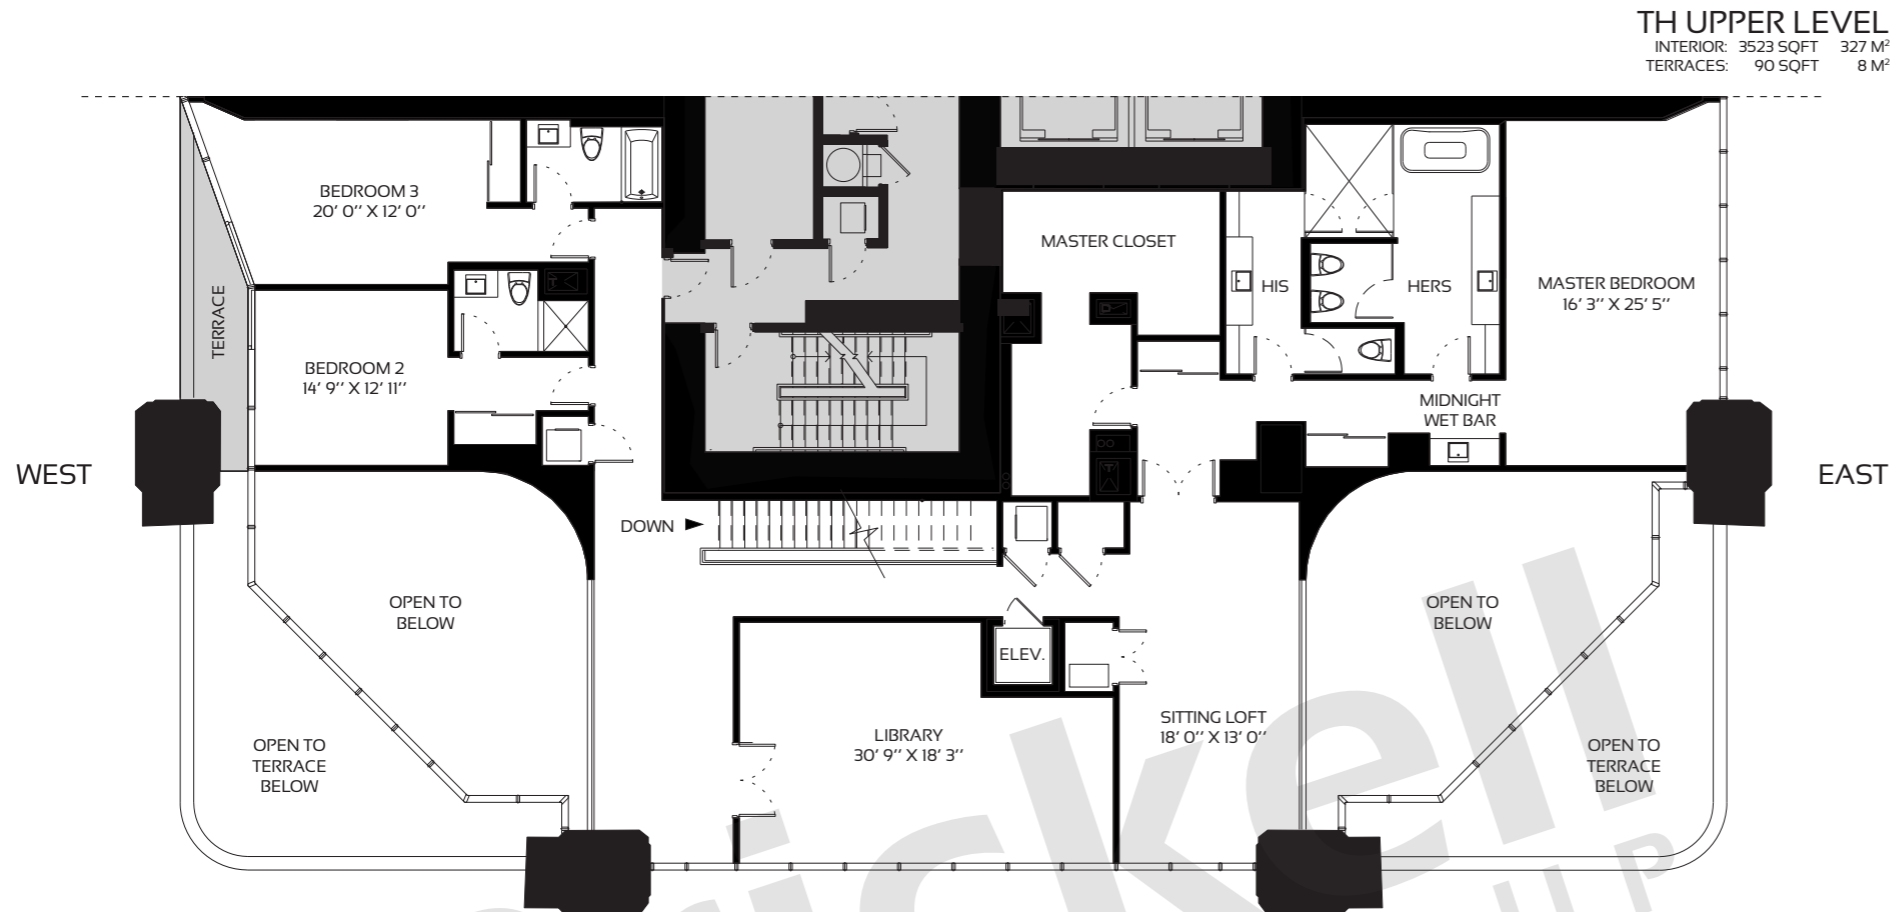 TH UPPER LEVEL
INTERIOR: 3523 SQFT 327 M²
TERRACES: 90 SQFT 8 M²
BEDROOM 3
20' 0'' X 12' 0''
MASTER CLOSET
HIS
HERS
MASTER BEDROOM
16' 3'' X 25' 5''
TERRACE
BEDROOM 2
14' 9'' X 12' 11''
MIDNIGHT
WET BAR
WEST
EAST
DOWN
OPEN TO
BELOW
OPEN TO
BELOW
ELEV.
LIBRARY
30' 9'' X 18' 3''
SITTING LOFT
18' 0'' X 13' 0''
OPEN TO
TERRACE
BELOW
OPEN TO
TERRACE
BELOW